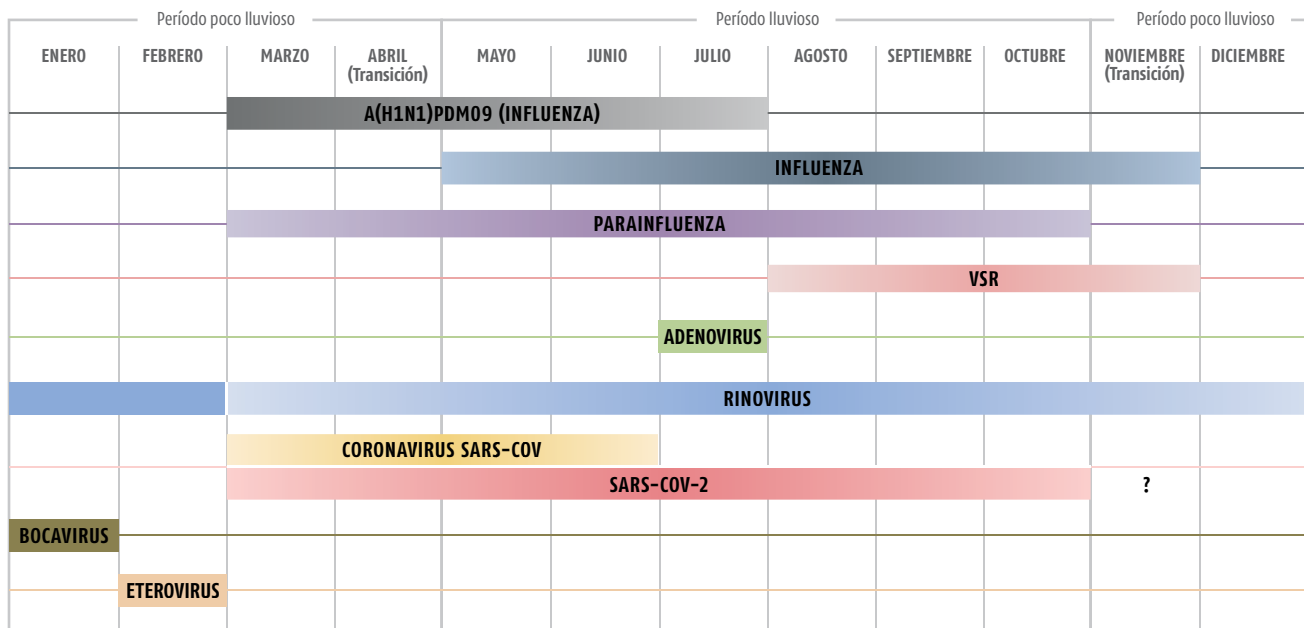 Período poco lluvioso
Período lluvioso
Período poco lluvioso
ENERO
FEBRERO
MARZO
ABRIL
(Transición)
MAYO
JUNIO
JULIO
AGOSTO
SEPTIEMBRE
OCTUBRE
NOVIEMBRE
(Transición)
DICIEMBRE
A(H1N1)PDM09 (INFLUENZA)
INFLUENZA
PARAINFLUENZA
VSR
ADENOVIRUS
RINOVIRUS
CORONAVIRUS SARS-COV
SARS-COV-2
?
BOCAVIRUS
ETEROVIRUS